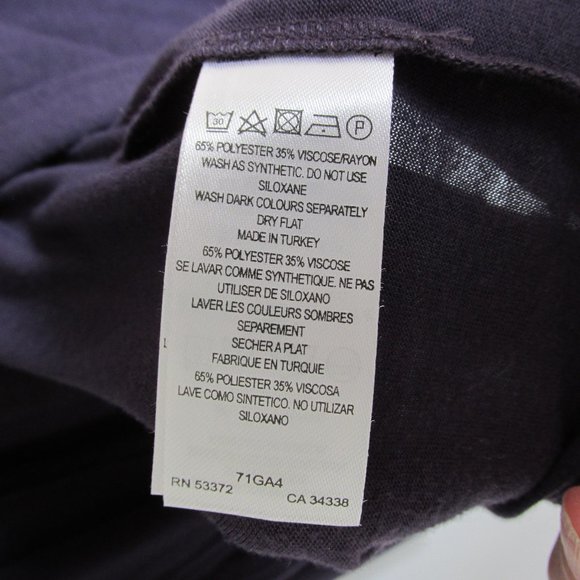 30 P
65% POLYESTER 35% VISCOSE/RAYON
WASH AS SYNTHETIC. DO NOT USE
SILOXANE
WASH DARK COLOURS SEPARATELY
DRY FLAT
MADE IN TURKEY
65% POLYESTER 35% VISCOSE
SE LAVAR COMME SYNTHETIQUE. NE PAS
UTILISER DE SILOXANO
LAVER LES COULEURS SOMBRES
SEPAREMENT
SECHER A PLAT
FABRIQUE EN TURQUIE
65% POLIESTER 35% VISCOSA
LAVE COMO SINTETICO. NO UTILIZAR
SILOXANO
71GA4
RN 53372 CA 34338